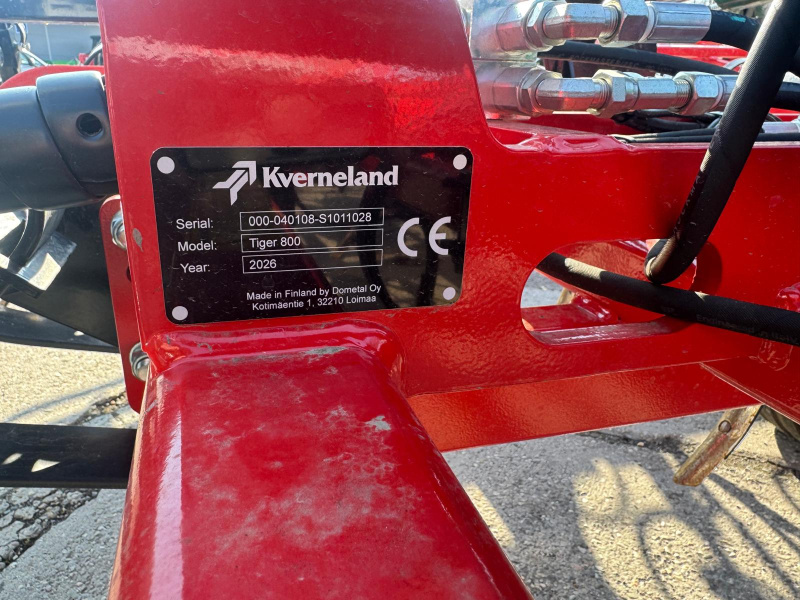 Kverneland
Serial: 000-040108-S1011028
Model: Tiger 800
Year: 2026
CE
Made in Finland by Dometal Oy
Kotimäentie 1, 32210 Loimaa